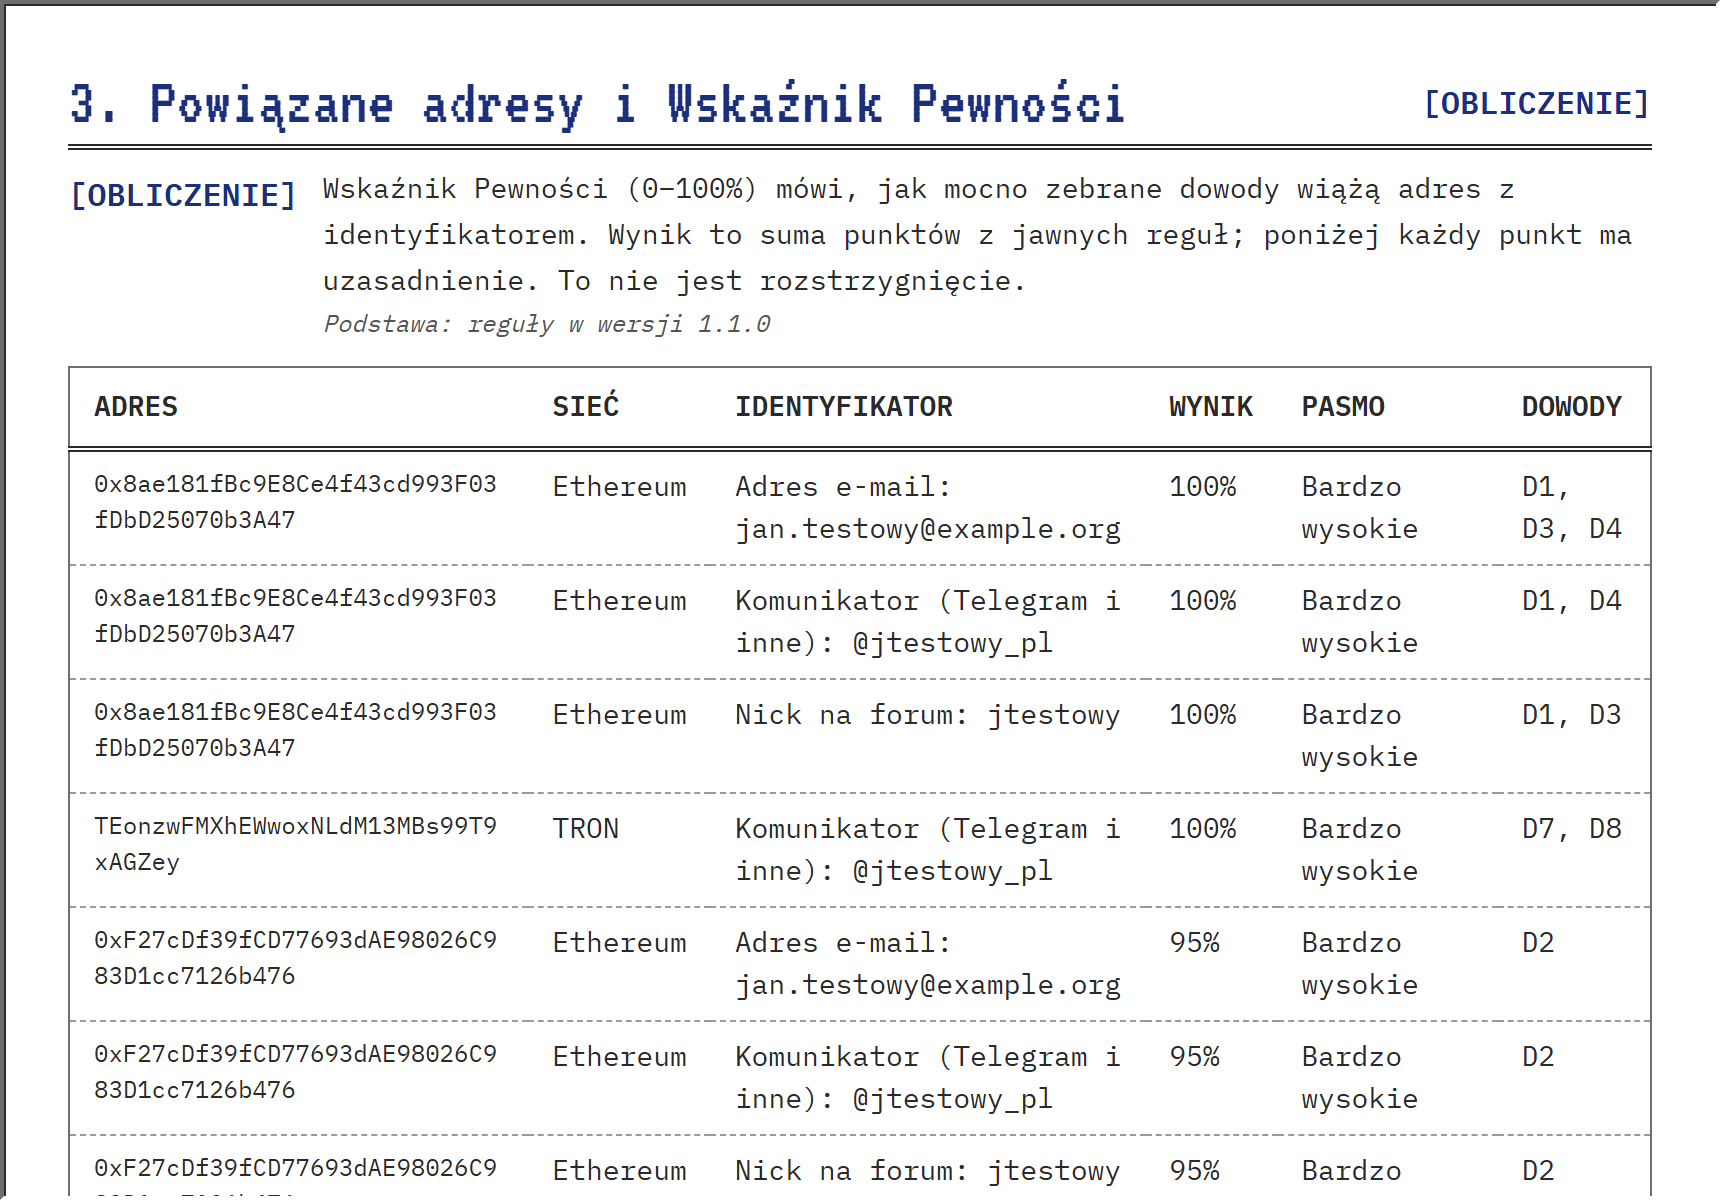 3. Powiązane adresy i Wskaźnik Pewności [OBLICZENIE]
[OBLICZENIE] Wskaźnik Pewności (0–100%) mówi, jak mocno zebrane dowody wiążą adres z
identyfikatorem. Wynik to suma punktów z jawnych reguł; poniżej każdy punkt ma
uzasadnienie. To nie jest rozstrzygnięcie.
Podstawa: reguły w wersji 1.1.0
ADRES SIEĆ IDENTYFIKATOR WYNIK PASMO DOWODY
0x8ae181fBc9E8Ce4f43cd993F03 Ethereum Adres e-mail: 100% Bardzo D1,
fDbD25070b3A47 jan.testowy@example.org wysokie D3, D4
0x8ae181fBc9E8Ce4f43cd993F03 Ethereum Komunikator (Telegram i 100% Bardzo D1, D4
fDbD25070b3A47 inne): @jtestowy_pl wysokie
0x8ae181fBc9E8Ce4f43cd993F03 Ethereum Nick na forum: jtestowy 100% Bardzo D1, D3
fDbD25070b3A47 wysokie
TEonzwFMXhEWwoxNLdM13MBs99T9 TRON Komunikator (Telegram i 100% Bardzo D7, D8
xAGZey inne): @jtestowy_pl wysokie
0xF27cDf39fCD77693dAE98026C9 Ethereum Adres e-mail: 95% Bardzo D2
83D1cc7126b476 jan.testowy@example.org wysokie
0xF27cDf39fCD77693dAE98026C9 Ethereum Komunikator (Telegram i 95% Bardzo D2
83D1cc7126b476 inne): @jtestowy_pl wysokie
0xF27cDf39fCD77693dAE98026C9 Ethereum Nick na forum: jtestowy 95% Bardzo D2